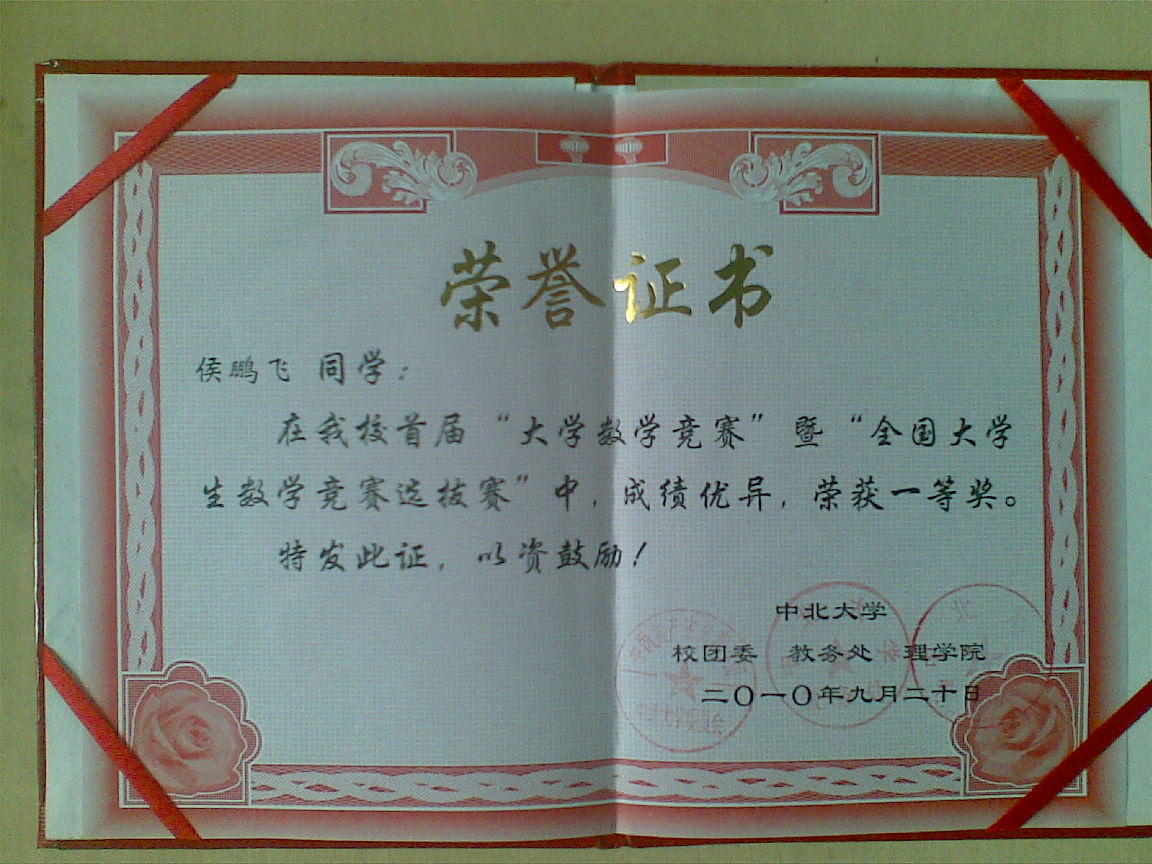 荣誉证书
侯鹏飞 同学：
在我校首届“大学数学竞赛”暨“全国大学
生数学竞赛选拔赛”中，成绩优异，荣获一等奖。
特发此证，以资鼓励！
中北大学
校团委 教务处 理学院
二〇一〇年九月二十日